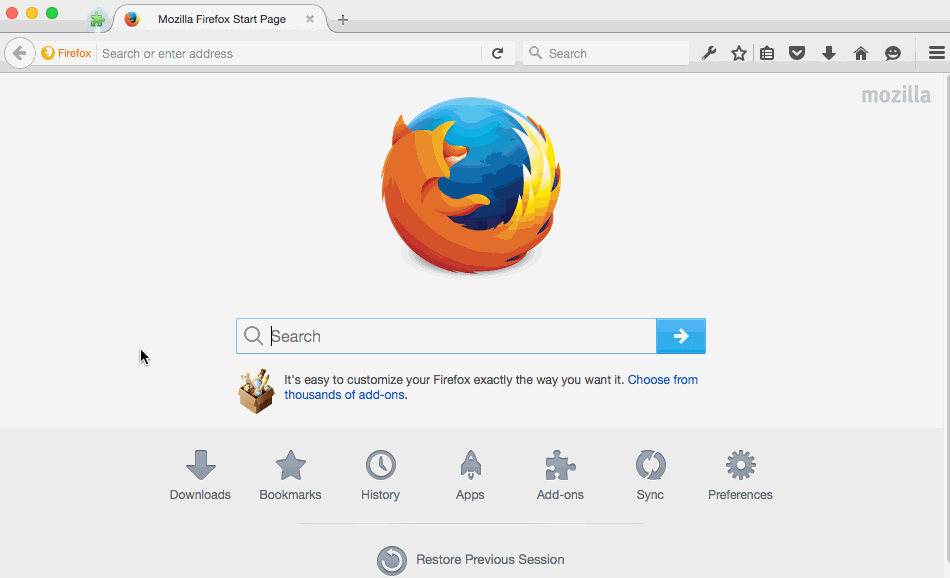 Mozilla Firefox Start Page
Firefox
Search or enter address
Search
mozilla
Search
It's easy to customize your Firefox exactly the way you want it. Choose from
thousands of add-ons.
Downloads
Bookmarks
History
Apps
Add-ons
Sync
Preferences
Restore Previous Session